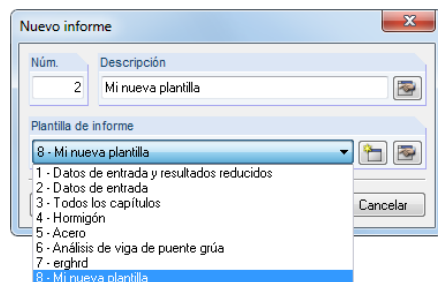 Nuevo informe
Núm. Descripción
2 Mi nueva plantilla
Plantilla de informe
8 - Mi nueva plantilla
1 - Datos de entrada y resultados reducidos
2 - Datos de entrada
3 - Todos los capítulos
4 - Hormigón
5 - Acero
Cancelar
6 - Análisis de viga de puente grúa
7 - erghrd
8 - Mi nueva plantilla